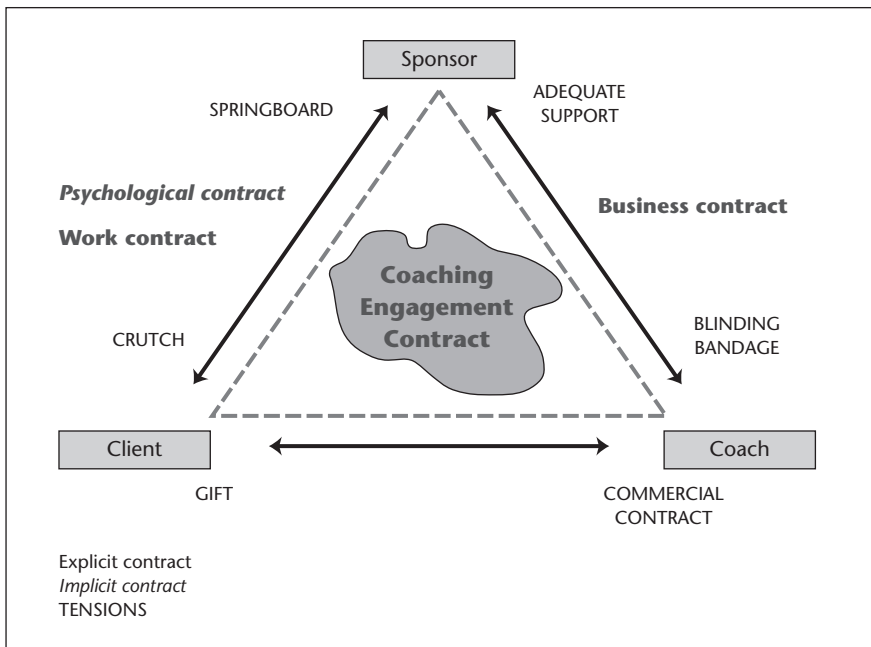 Sponsor
SPRINGBOARD
ADEQUATE
SUPPORT
Psychological contract
Work contract
Business contract
Coaching
Engagement
Contract
CRUTCH
BLINDING
BANDAGE
Client
Coach
GIFT
COMMERCIAL
CONTRACT
Explicit contract
Implicit contract
TENSIONS